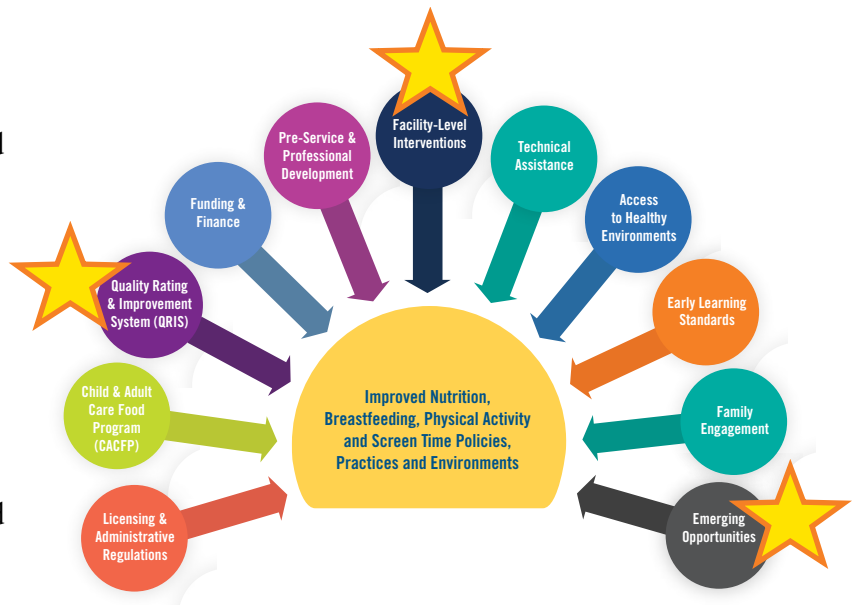 Facility-Level
Interventions
Pre-Service &
Professional
Development
Technical
Assistance
Funding &
Finance
Access
to Healthy
Environments
Quality Rating
& Improvement
System (QRIS)
Early Learning
Standards
Child & Adult
Care Food
Program
(CACFP)
Family
Engagement
Licensing &
Administrative
Regulations
Emerging
Opportunities
Improved Nutrition,
Breastfeeding, Physical Activity
and Screen Time Policies,
Practices and Environments